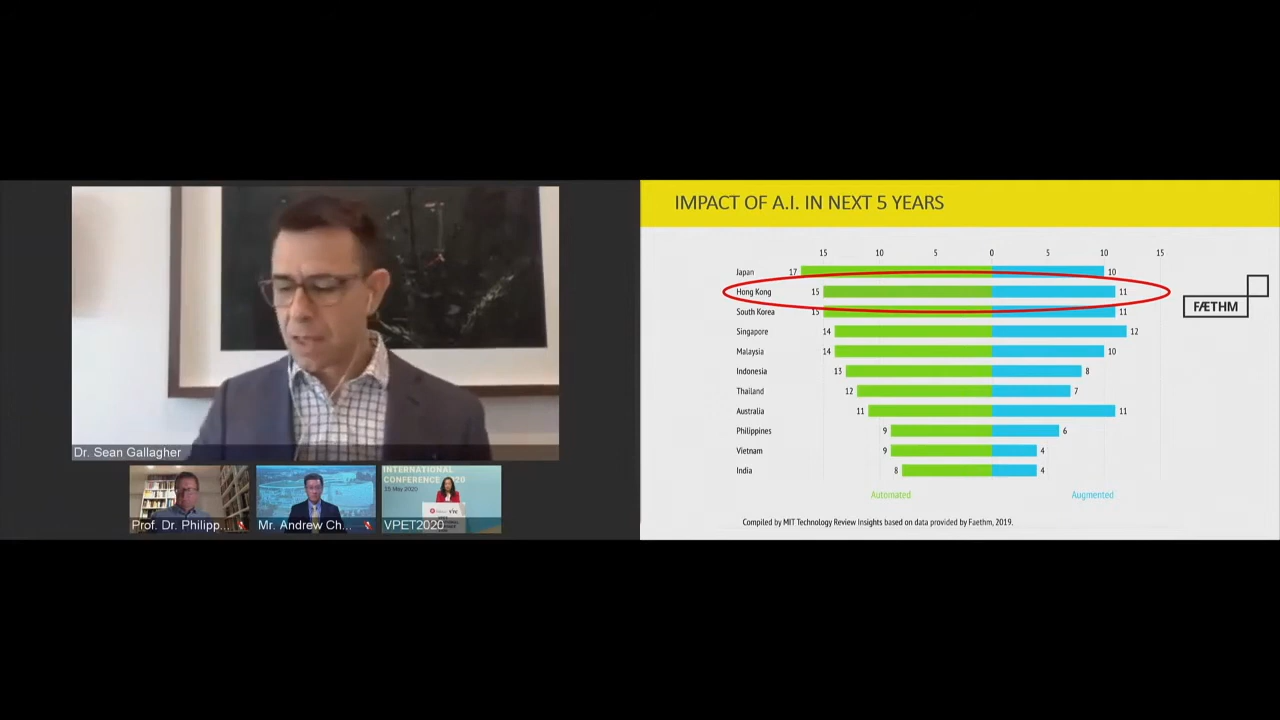 Dr. Sean Gallagher
Prof. Dr. Philipp...
Mr. Andrew Ch...
INTERNATIONAL
CONFERENCE 2020
15 May 2020
VPET2020
IMPACT OF A.I. IN NEXT 5 YEARS
15 10 5 0 5 10 15
Japan 17 10
Hong Kong 15 11
South Korea 15 11
Singapore 14 12
Malaysia 14 10
Indonesia 13 8
Thailand 12 7
Australia 11 11
Philippines 9 6
Vietnam 9 4
India 8 4
Automated Augmented
Compiled by MIT Technology Review Insights based on data provided by Faethm, 2019.
FÆTHM